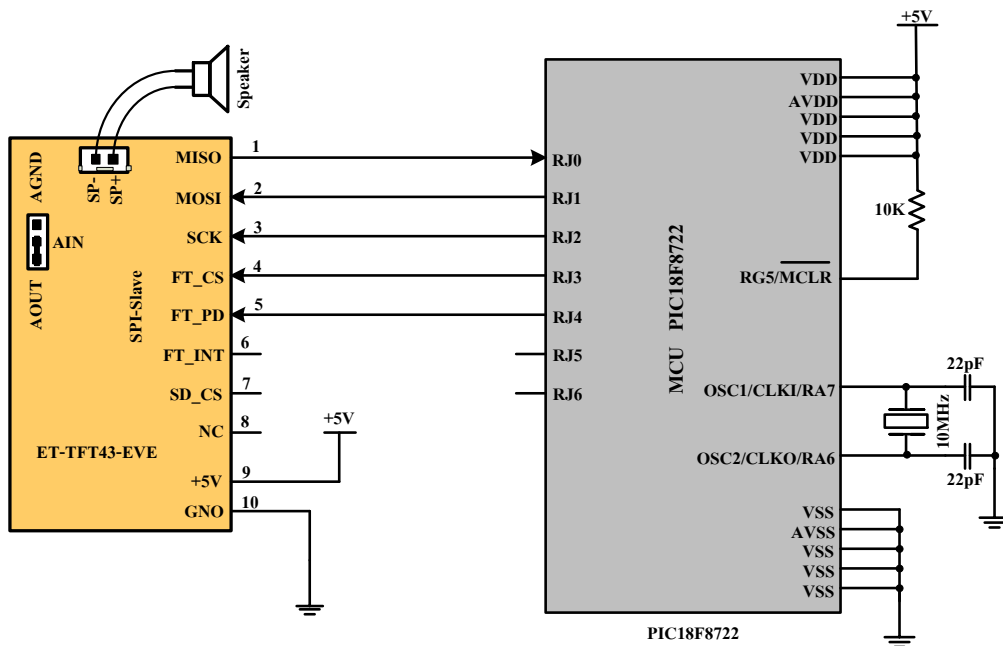 Speaker
AGND
SP-
SP+
AIN
AOUT
SPI-Slave
MISO 1
MOSI 2
SCK 3
FT_CS 4
FT_PD 5
FT_INT 6
SD_CS 7
NC 8
+5V 9
GNO 10
ET-TFT43-EVE
+5V
RJ0
RJ1
RJ2
RJ3
RJ4
RJ5
RJ6
MCU PIC18F8722
+5V
VDD
AVDD
VDD
VDD
VDD
10K
RG5/MCLR
22pF
OSC1/CLKI/RA7
10MHz
OSC2/CLKO/RA6
22pF
VSS
AVSS
VSS
VSS
VSS
PIC18F8722